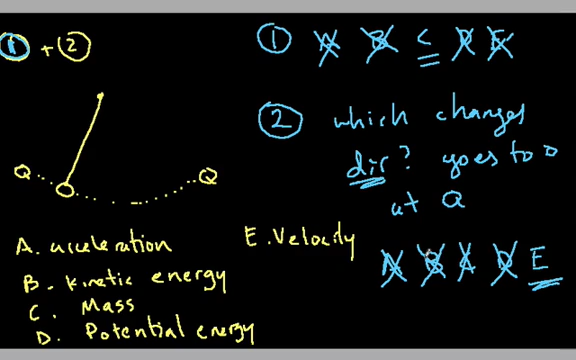 ① + ②
Q Q
A. acceleration
B. kinetic energy
C. Mass
D. Potential energy
E. Velocity
① A B C D E
② which changes
dir? goes to 0
at Q
A B D E